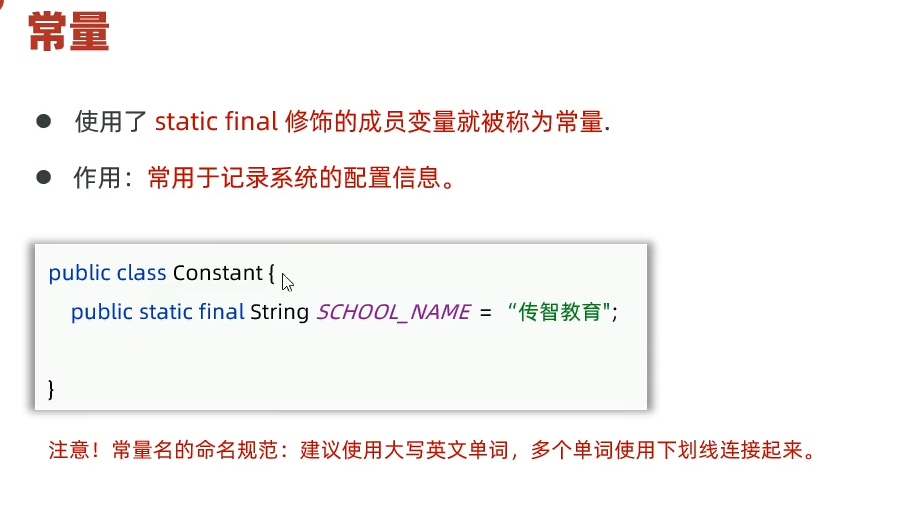 常量
使用了 static final 修饰的成员变量就被称为常量.
作用：常用于记录系统的配置信息。
public class Constant {
public static final String SCHOOL_NAME = “传智教育";
}
注意！常量名的命名规范：建议使用大写英文单词，多个单词使用下划线连接起来。